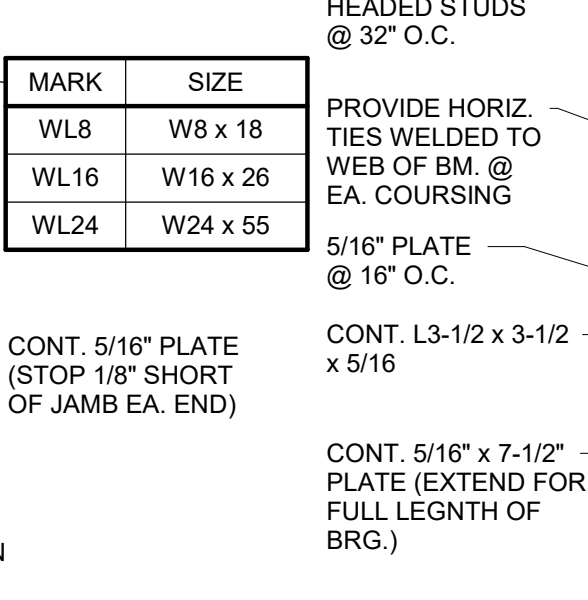 HEADED STUDS
@ 32" O.C.
MARK SIZE
WL8 W8 x 18
WL16 W16 x 26
WL24 W24 x 55
PROVIDE HORIZ.
TIES WELDED TO
WEB OF BM. @
EA. COURSING
5/16" PLATE
@ 16" O.C.
CONT. L3-1/2 x 3-1/2
x 5/16
CONT. 5/16" PLATE
(STOP 1/8" SHORT
OF JAMB EA. END)
CONT. 5/16" x 7-1/2"
PLATE (EXTEND FOR
FULL LEGNTH OF
BRG.)